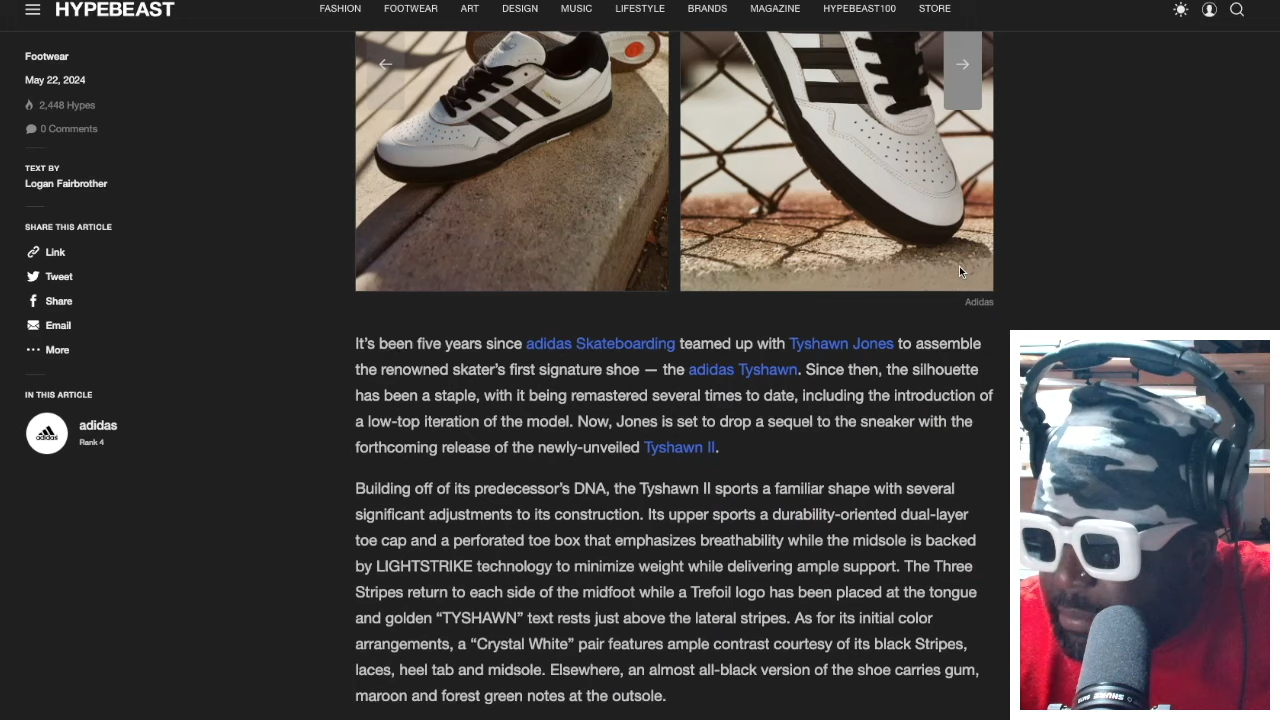 HYPEBEAST
FASHION FOOTWEAR ART DESIGN MUSIC LIFESTYLE BRANDS MAGAZINE HYPEBEAST100 STORE
Footwear
May 22, 2024
2,448 Hypes
0 Comments
TEXT BY
Logan Fairbrother
SHARE THIS ARTICLE
Link
Tweet
Share
Email
More
IN THIS ARTICLE
adidas
adidas
Rank 4
Adidas
It’s been five years since adidas Skateboarding teamed up with Tyshawn Jones to assemble
the renowned skater’s first signature shoe — the adidas Tyshawn. Since then, the silhouette
has been a staple, with it being remastered several times to date, including the introduction of
a low-top iteration of the model. Now, Jones is set to drop a sequel to the sneaker with the
forthcoming release of the newly-unveiled Tyshawn II.
Building off of its predecessor’s DNA, the Tyshawn II sports a familiar shape with several
significant adjustments to its construction. Its upper sports a durability-oriented dual-layer
toe cap and a perforated toe box that emphasizes breathability while the midsole is backed
by LIGHTSTRIKE technology to minimize weight while delivering ample support. The Three
Stripes return to each side of the midfoot while a Trefoil logo has been placed at the tongue
and golden “TYSHAWN” text rests just above the lateral stripes. As for its initial color
arrangements, a “Crystal White” pair features ample contrast courtesy of its black Stripes,
laces, heel tab and midsole. Elsewhere, an almost all-black version of the shoe carries gum,
maroon and forest green notes at the outsole.
SHURE